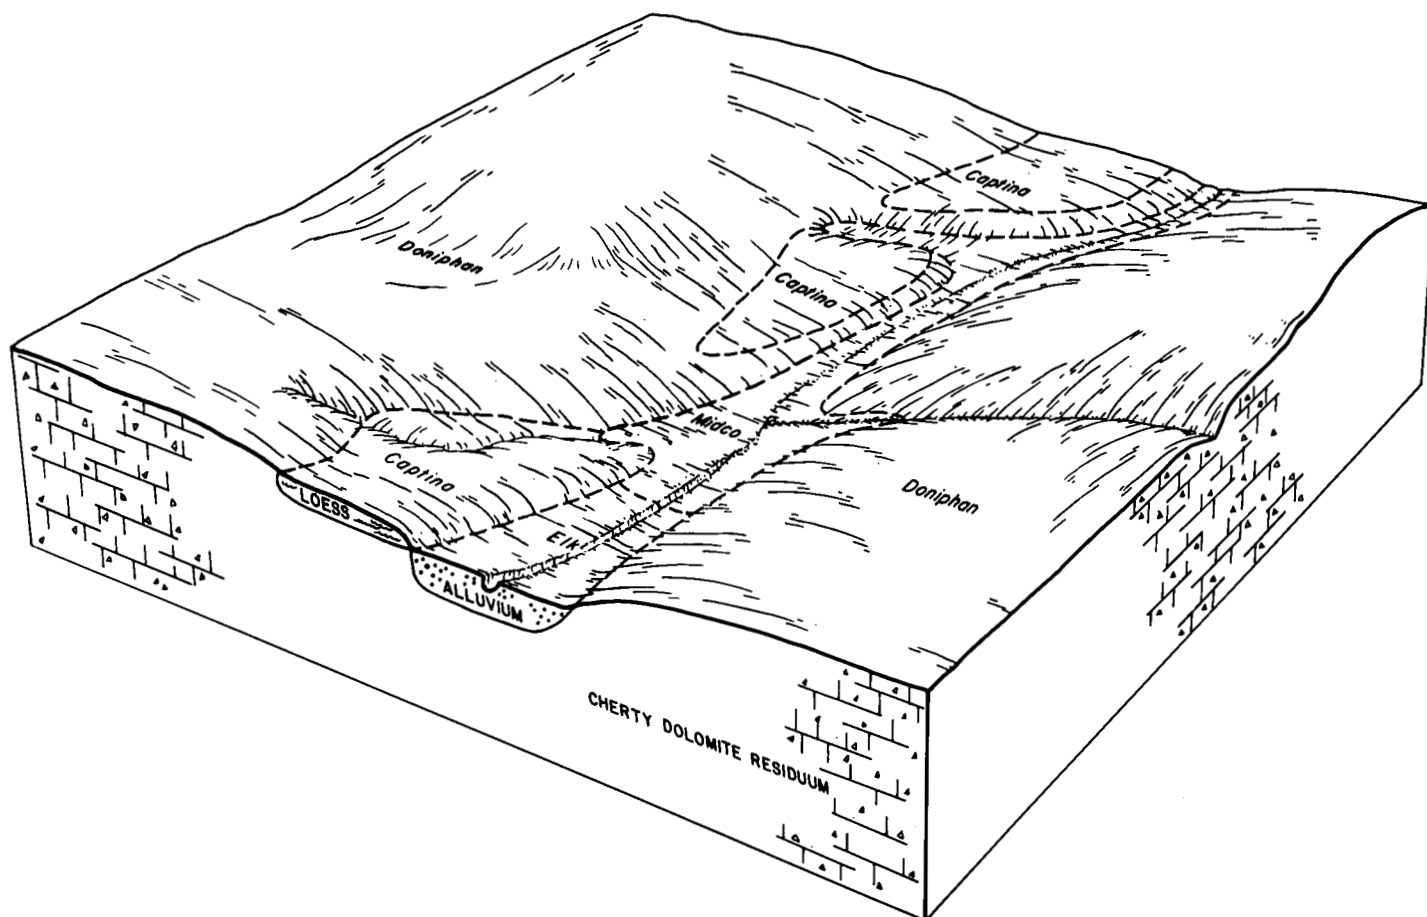 Captina
Doniphan
Captina
Midco
Captina
Doniphan
LOESS
Elk
ALLUVIUM
CHERTY DOLOMITE RESIDUUM